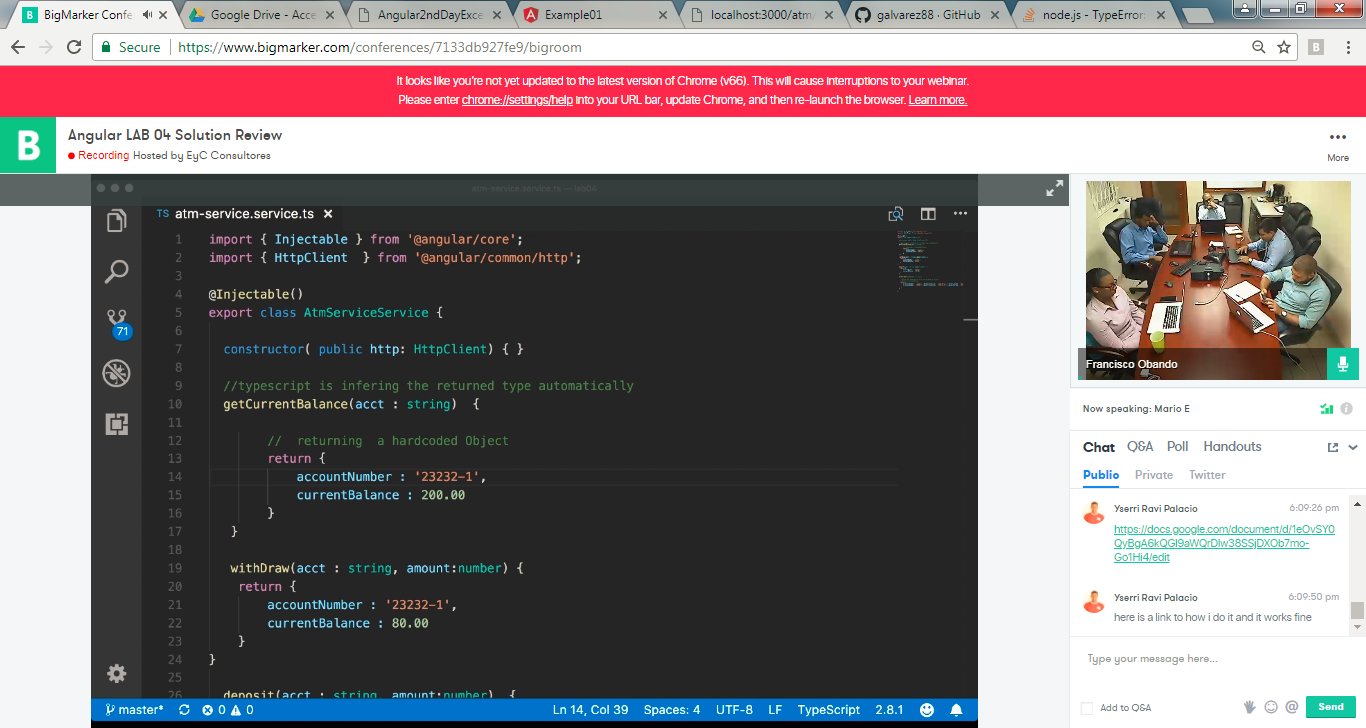 BigMarker Confe
Google Drive - Acce
Angular2ndDayExce
Example01
localhost:3000/atm/
galvarez88 · GitHub
node.js - TypeError:
Secure
https://www.bigmarker.com/conferences/7133db927fe9/bigroom
B
It looks like you're not yet updated to the latest version of Chrome (v66). This will cause interruptions to your webinar.
Please enter chrome://settings/help into your URL bar, update Chrome, and then re-launch the browser. Learn more.
B
Angular LAB 04 Solution Review
Recording Hosted by EyC Consultores
More
atm-service.service.ts — lab04
TS atm-service.service.ts
1 import { Injectable } from '@angular/core';
2 import { HttpClient  } from '@angular/common/http';
3
4 @Injectable()
5 export class AtmServiceService {
6
7 constructor( public http: HttpClient) { }
8
9 //typescript is infering the returned type automatically
10 getCurrentBalance(acct : string)  {
11
12 //  returning  a hardcoded Object
13 return {
14 accountNumber : '23232-1',
15 currentBalance : 200.00
16 }
17 }
18
19 withDraw(acct : string, amount:number) {
20 return {
21 accountNumber : '23232-1',
22 currentBalance : 80.00
23 }
24 }
25
26 deposit(acct : string, amount:number)  {
71
master*
0
0
Ln 14, Col 39
Spaces: 4
UTF-8
LF
TypeScript
2.8.1
Francisco Obando
Now speaking: Mario E
Chat
Q&A
Poll
Handouts
Public
Private
Twitter
Yserri Ravi Palacio
6:09:26 pm
https://docs.google.com/document/d/1eOvSY0
QyBgA6kQGI9aWQrDIw38SSjDXOb7mo-
Go1Hi4/edit
Yserri Ravi Palacio
6:09:50 pm
here is a link to how i do it and it works fine
Type your message here...
Add to Q&A
Send